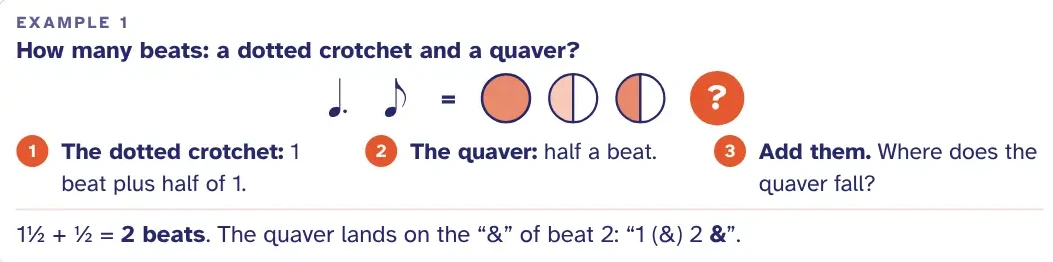 EXAMPLE 1
How many beats: a dotted crotchet and a quaver?
= ?
1 The dotted crotchet: 1
beat plus half of 1.
2 The quaver: half a beat.
3 Add them. Where does the
quaver fall?
1½ + ½ = 2 beats. The quaver lands on the “&” of beat 2: “1 (&) 2 &”.